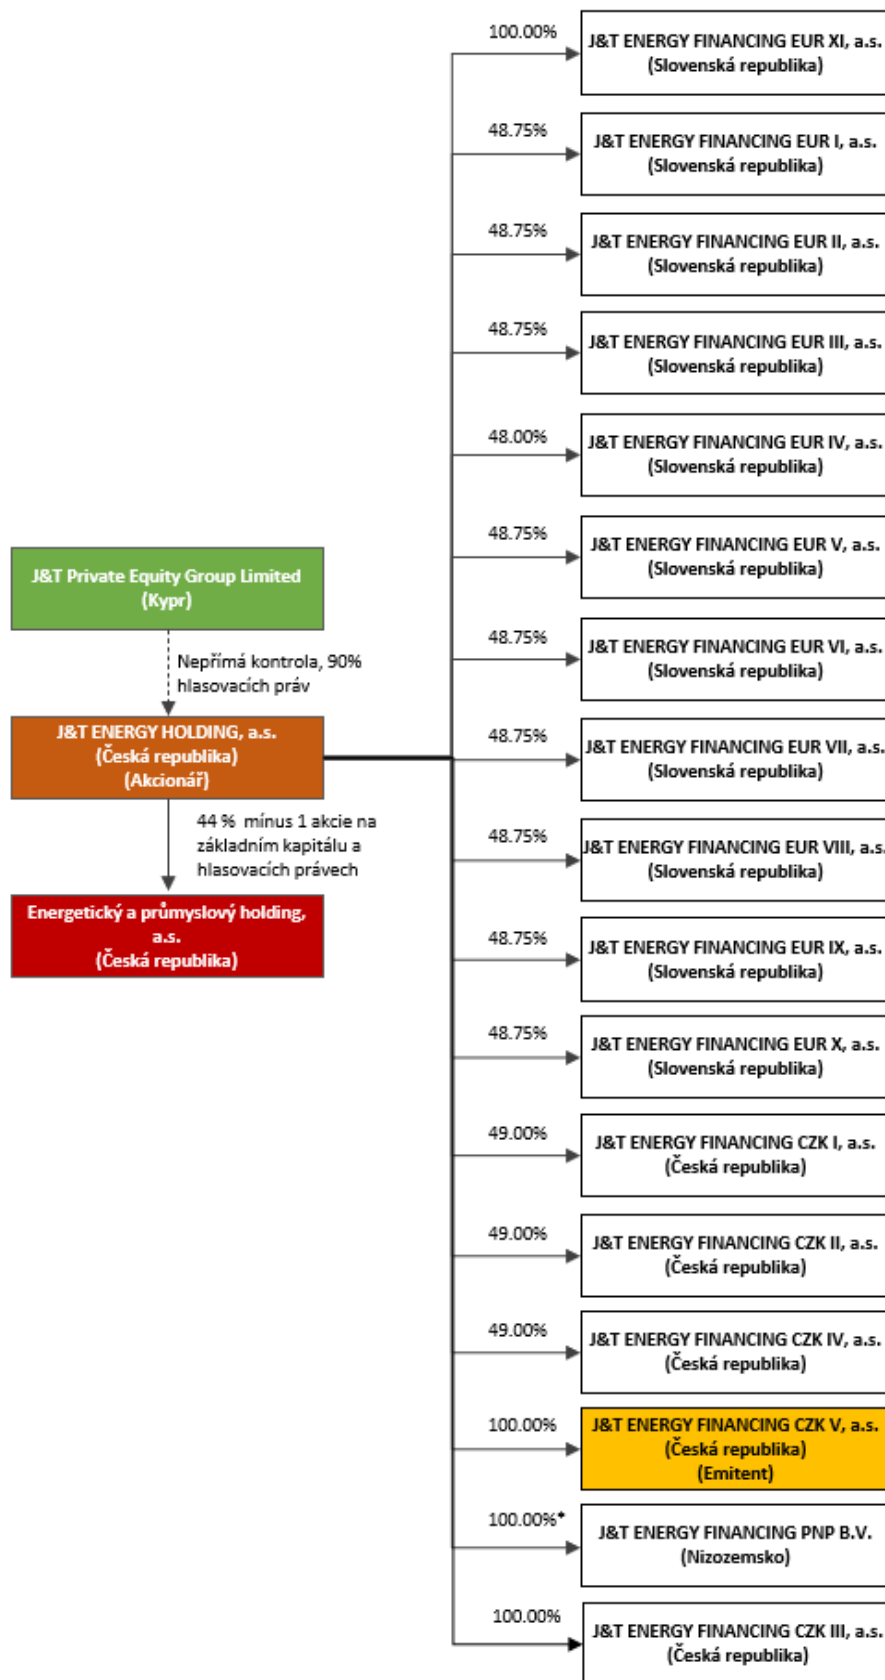 J&T Private Equity Group Limited
(Kypr)
Nepřímá kontrola, 90%
hlasovacích práv
J&T ENERGY HOLDING, a.s.
(Česká republika)
(Akcionář)
44 % mínus 1 akcie na
základním kapitálu a
hlasovacích právech
Energetický a průmyslový holding,
a.s.
(Česká republika)
100.00%
J&T ENERGY FINANCING EUR XI, a.s.
(Slovenská republika)
48.75%
J&T ENERGY FINANCING EUR I, a.s.
(Slovenská republika)
48.75%
J&T ENERGY FINANCING EUR II, a.s.
(Slovenská republika)
48.75%
J&T ENERGY FINANCING EUR III, a.s.
(Slovenská republika)
48.00%
J&T ENERGY FINANCING EUR IV, a.s.
(Slovenská republika)
48.75%
J&T ENERGY FINANCING EUR V, a.s.
(Slovenská republika)
48.75%
J&T ENERGY FINANCING EUR VI, a.s.
(Slovenská republika)
48.75%
J&T ENERGY FINANCING EUR VII, a.s.
(Slovenská republika)
48.75%
J&T ENERGY FINANCING EUR VIII, a.s.
(Slovenská republika)
48.75%
J&T ENERGY FINANCING EUR IX, a.s.
(Slovenská republika)
48.75%
J&T ENERGY FINANCING EUR X, a.s.
(Slovenská republika)
49.00%
J&T ENERGY FINANCING CZK I, a.s.
(Česká republika)
49.00%
J&T ENERGY FINANCING CZK II, a.s.
(Česká republika)
49.00%
J&T ENERGY FINANCING CZK IV, a.s.
(Česká republika)
100.00%
J&T ENERGY FINANCING CZK V, a.s.
(Česká republika)
(Emitent)
100.00%*
J&T ENERGY FINANCING PNP B.V.
(Nizozemsko)
100.00%
J&T ENERGY FINANCING CZK III, a.s.
(Česká republika)